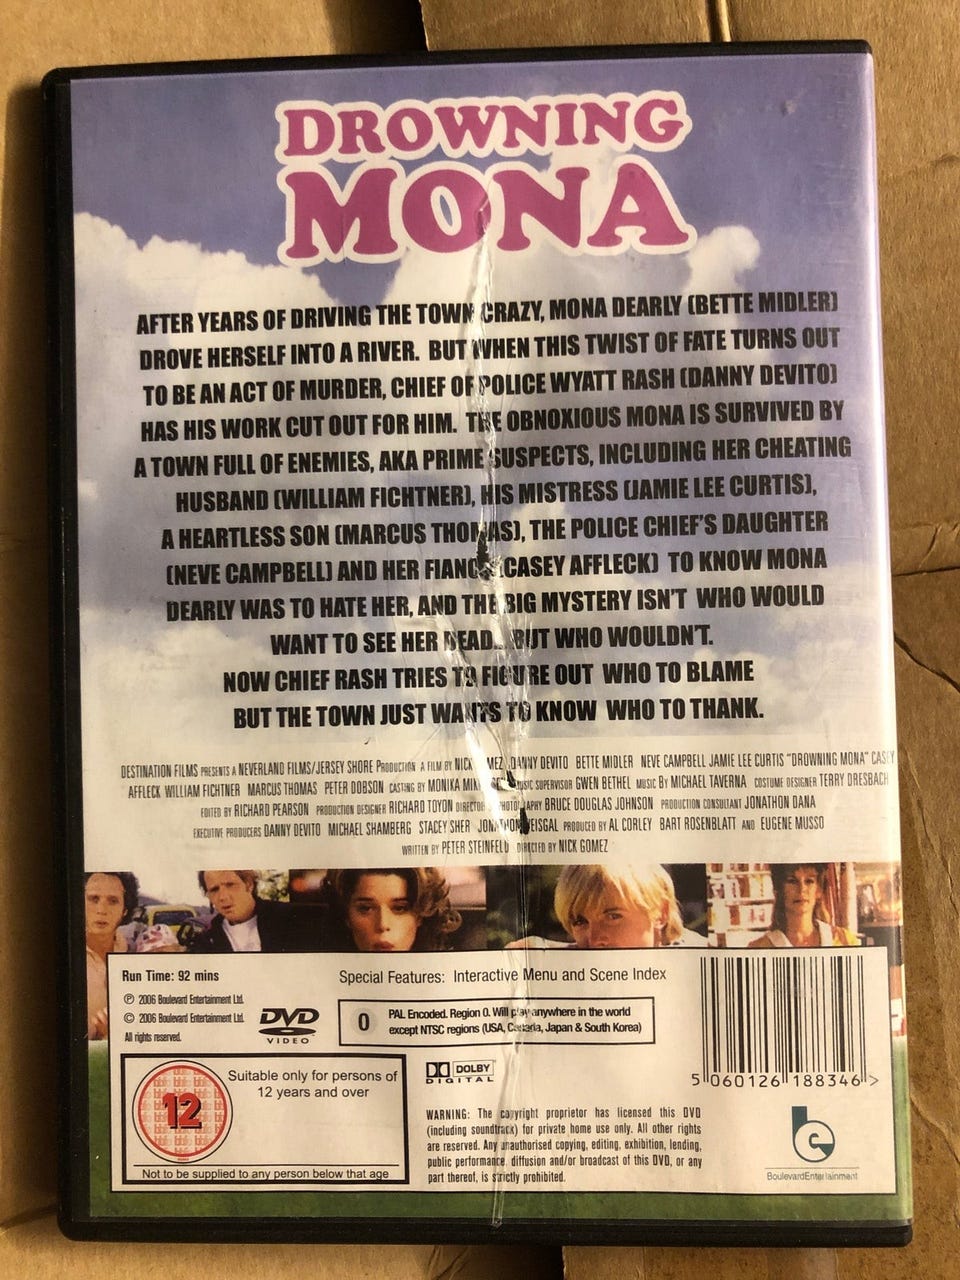 DROWNING
MONA
AFTER YEARS OF DRIVING THE TOWN CRAZY, MONA DEARLY (BETTE MIDLER)
DROVE HERSELF INTO A RIVER. BUT WHEN THIS TWIST OF FATE TURNS OUT
TO BE AN ACT OF MURDER, CHIEF OF POLICE WYATT RASH (DANNY DEVITO)
HAS HIS WORK CUT OUT FOR HIM. THE OBNOXIOUS MONA IS SURVIVED BY
A TOWN FULL OF ENEMIES, AKA PRIME SUSPECTS, INCLUDING HER CHEATING
HUSBAND (WILLIAM FICHTNER), HIS MISTRESS (JAMIE LEE CURTIS),
A HEARTLESS SON (MARCUS THOMAS), THE POLICE CHIEF'S DAUGHTER
(NEVE CAMPBELL) AND HER FIANCÉ (CASEY AFFLECK) TO KNOW MONA
DEARLY WAS TO HATE HER, AND THE BIG MYSTERY ISN'T WHO WOULD
WANT TO SEE HER DEAD... BUT WHO WOULDN'T.
NOW CHIEF RASH TRIES TO FIGURE OUT WHO TO BLAME
BUT THE TOWN JUST WANTS TO KNOW WHO TO THANK.
DESTINATION FILMS PRESENTS A NEVERLAND FILMS/JERSEY SHORE PRODUCTION A FILM BY NICK GOMEZ DANNY DEVITO BETTE MIDLER NEVE CAMPBELL JAMIE LEE CURTIS "DROWNING MONA" CASEY
AFFLECK WILLIAM FICHTNER MARCUS THOMAS PETER DOBSON CASTING BY MONIKA MUSIC SUPERVISOR GWEN BETHEL MUSIC BY MICHAEL TAVERNA COSTUME DESIGNER TERRY DRESBACH
EDITED BY RICHARD PEARSON PRODUCTION DESIGNER RICHARD TOYON DIRECTOR PHOTOGRAPHY BRUCE DOUGLAS JOHNSON PRODUCTION CONSULTANT JONATHON DANA
EXECUTIVE PRODUCERS DANNY DEVITO MICHAEL SHAMBERG STACEY SHER JONATHON WEISGAL PRODUCED BY AL CORLEY BART ROSENBLATT AND EUGENE MUSSO
WRITTEN BY PETER STEINFELD DIRECTED BY NICK GOMEZ
Run Time: 92 mins
Special Features: Interactive Menu and Scene Index
℗ 2006 Boulevard Entertainment Ltd.
© 2006 Boulevard Entertainment Ltd.
All rights reserved.
DVD
VIDEO
0
PAL Encoded. Region 0. Will play anywhere in the world
except NTSC regions (USA, Canada, Japan & South Korea)
12
Suitable only for persons of
12 years and over
Not to be supplied to any person below that age
DOLBY
DIGITAL
5 060126 188346 >
WARNING: The copyright proprietor has licensed this DVD
(including soundtrack) for private home use only. All other rights
are reserved. Any unauthorised copying, editing, exhibition, lending,
public performance, diffusion and/or broadcast of this DVD, or any
part thereof, is strictly prohibited.
be
BoulevardEntertainment